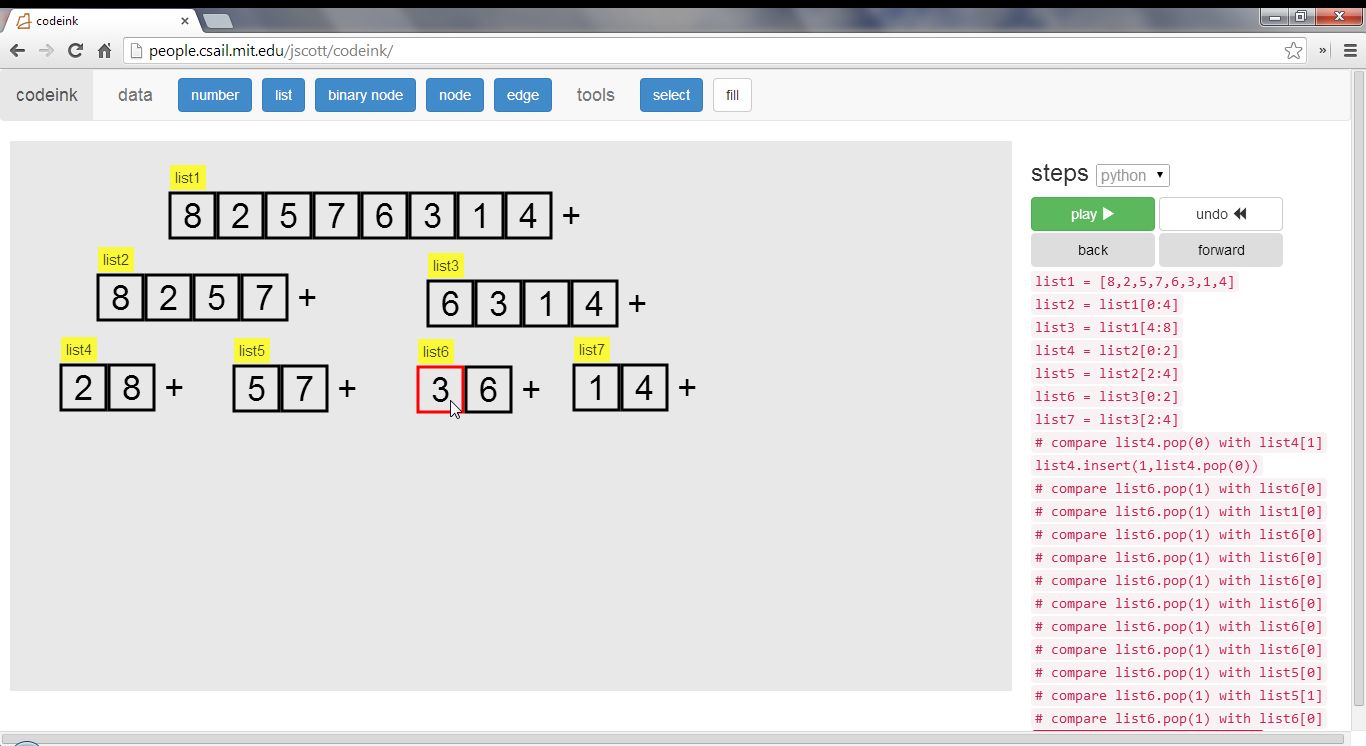 codeink
people.csail.mit.edu/jscott/codeink/
codeink data number list binary node node edge tools select fill
list1
8 2 5 7 6 3 1 4 +
list2
8 2 5 7 +
list3
6 3 1 4 +
list4
2 8 +
list5
5 7 +
list6
3 6 +
list7
1 4 +
steps python
play undo
back forward
list1 = [8,2,5,7,6,3,1,4]
list2 = list1[0:4]
list3 = list1[4:8]
list4 = list2[0:2]
list5 = list2[2:4]
list6 = list3[0:2]
list7 = list3[2:4]
# compare list4.pop(0) with list4[1]
list4.insert(1,list4.pop(0))
# compare list6.pop(1) with list6[0]
# compare list6.pop(1) with list1[0]
# compare list6.pop(1) with list6[0]
# compare list6.pop(1) with list6[0]
# compare list6.pop(1) with list6[0]
# compare list6.pop(1) with list6[0]
# compare list6.pop(1) with list6[0]
# compare list6.pop(1) with list6[0]
# compare list6.pop(1) with list5[0]
# compare list6.pop(1) with list5[1]
# compare list6.pop(1) with list6[0]